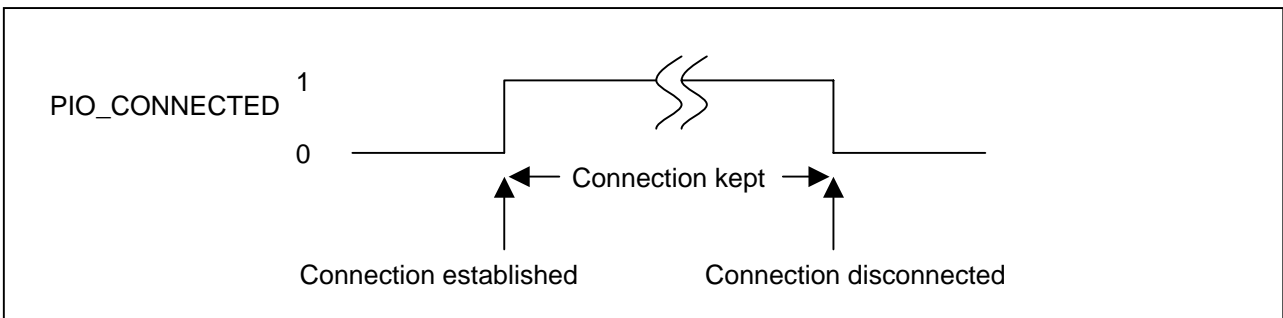 1
PIO_CONNECTED
0
Connection kept
Connection established
Connection disconnected